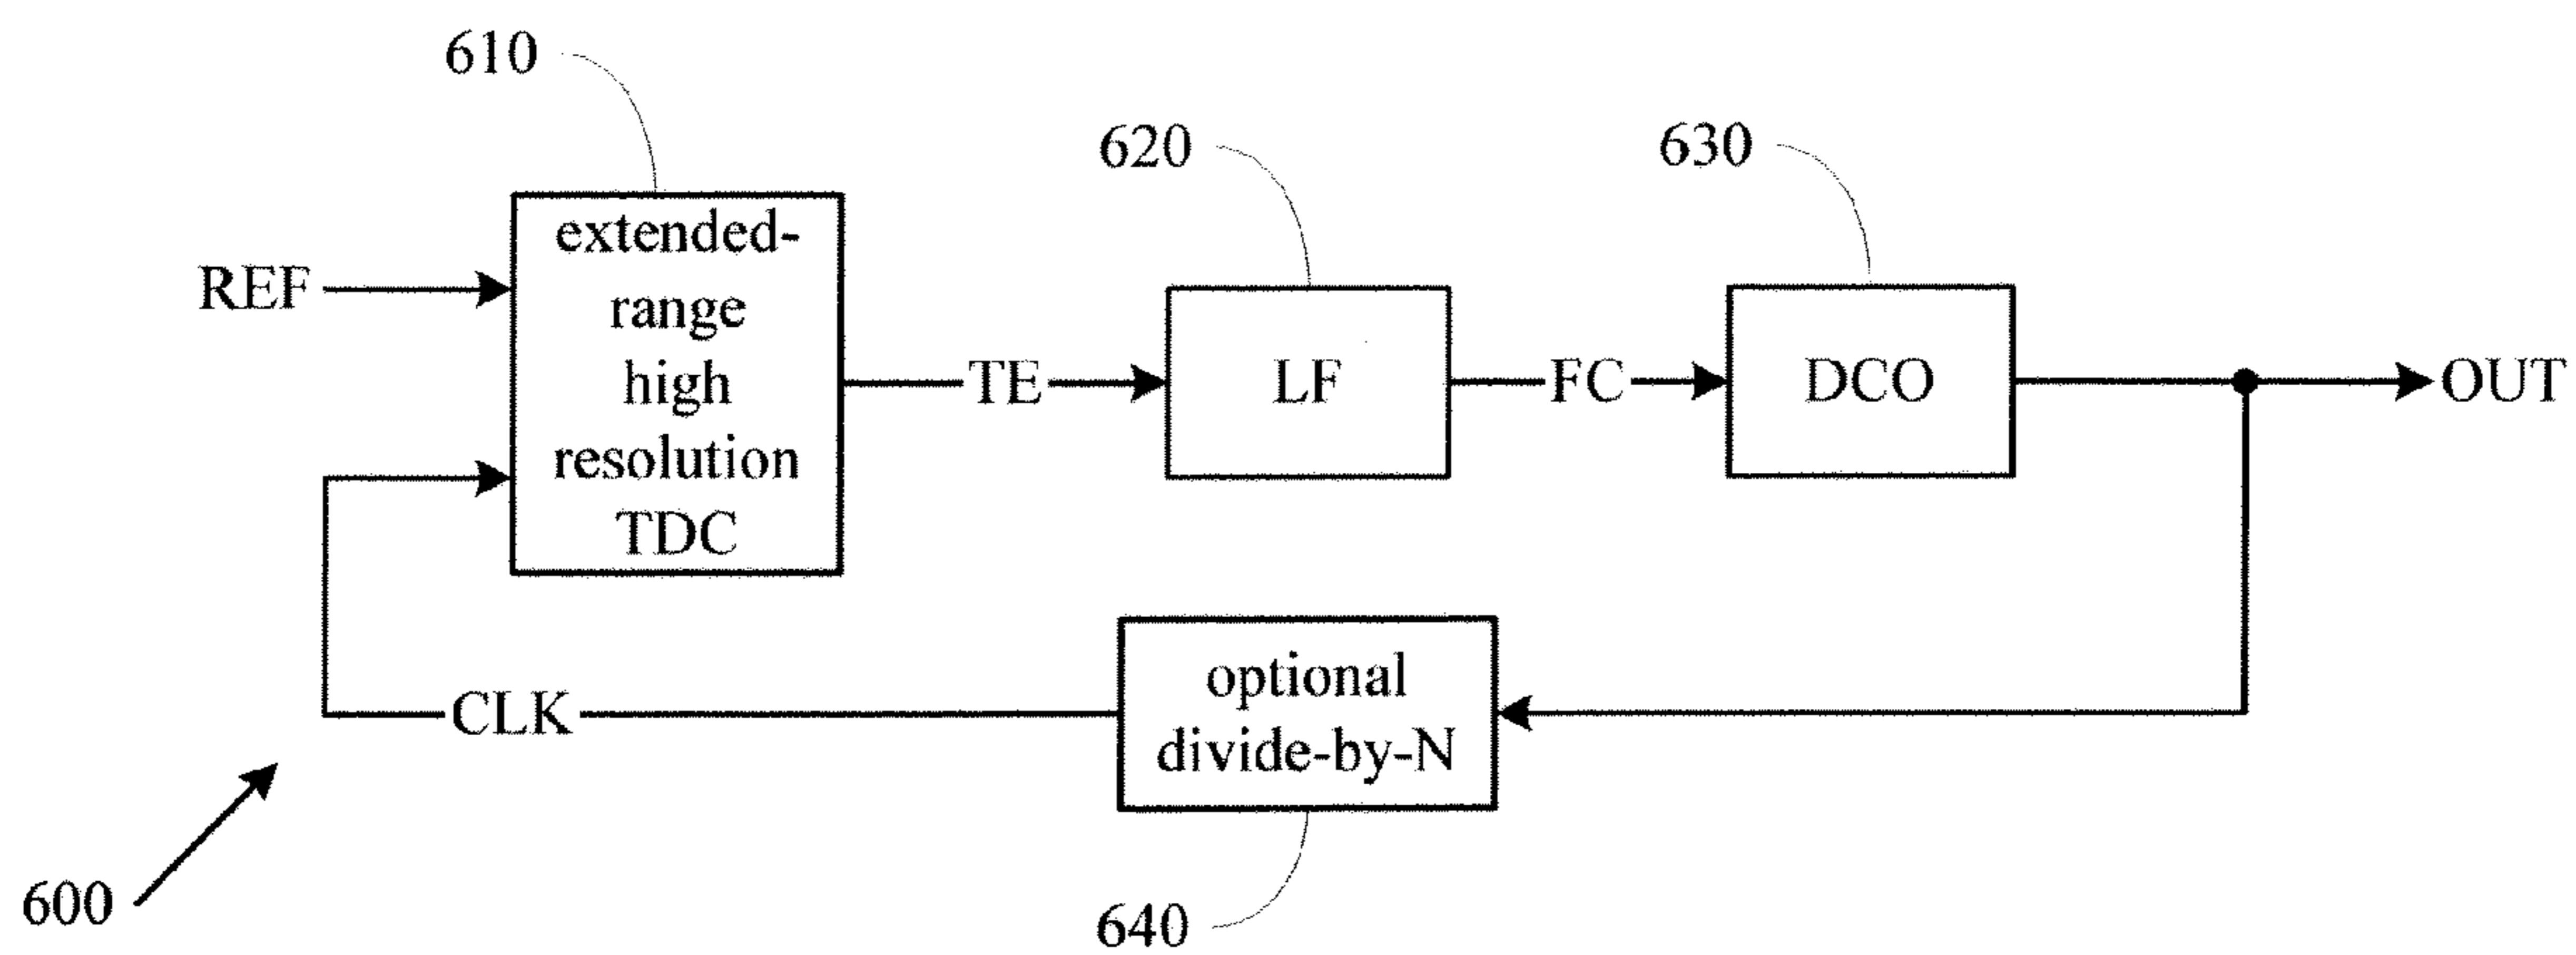 610
620
630
extended-
range
high
resolution
TDC
REF
TE
LF
FC
DCO
OUT
CLK
optional
divide-by-N
600
640